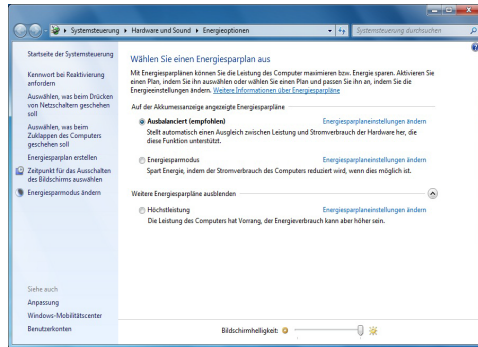 Systemsteuerung ▸ Hardware und Sound ▸ Energieoptionen
Systemsteuerung durchsuchen
Startseite der Systemsteuerung
Kennwort bei Reaktivierung
anfordern
Auswählen, was beim Drücken
von Netzschaltern geschehen
soll
Auswählen, was beim
Zuklappen des Computers
geschehen soll
Energiesparplan erstellen
Zeitpunkt für das Ausschalten
des Bildschirms auswählen
Energiesparmodus ändern
Siehe auch
Anpassung
Windows-Mobilitätscenter
Benutzerkonten
Wählen Sie einen Energiesparplan aus
Mit Energiesparplänen können Sie die Leistung des Computer maximieren bzw. Energie sparen. Aktivieren Sie
einen Plan, indem Sie ihn auswählen oder wählen Sie einen Plan und passen Sie ihn an, indem Sie die
Energieeinstellungen ändern. Weitere Informationen über Energiesparpläne
Auf der Akkumessanzeige angezeigte Energiesparpläne
Ausbalanciert (empfohlen) Energiesparplaneinstellungen ändern
Stellt automatisch einen Ausgleich zwischen Leistung und Stromverbrauch der Hardware her, die
diese Funktion unterstützt.
Energiesparmodus Energiesparplaneinstellungen ändern
Spart Energie, indem der Stromverbrauch des Computers reduziert wird, wenn dies möglich ist.
Weitere Energiesparpläne ausblenden
Höchstleistung Energiesparplaneinstellungen ändern
Die Leistung des Computers hat Vorrang, der Energieverbrauch kann aber höher sein.
Bildschirmhelligkeit: